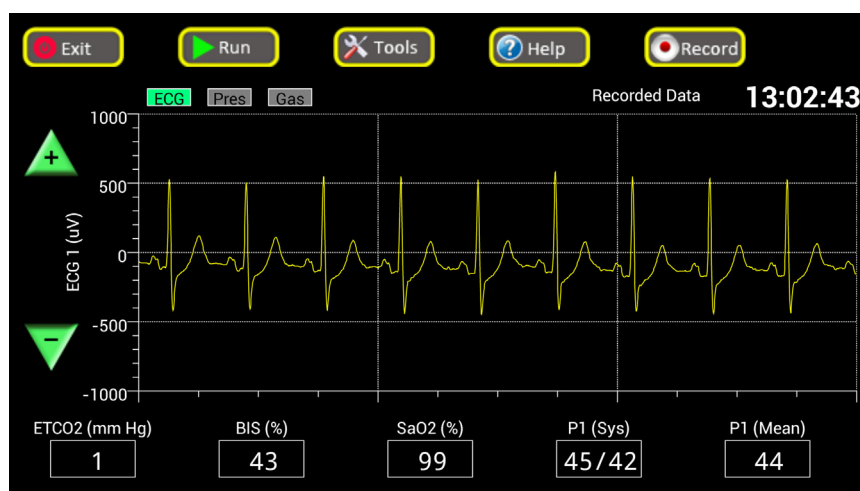 Exit Run Tools Help Record
ECG Pres Gas Recorded Data 13:02:43
1000
+
500
0
ECG 1 (uV)
-500
−
-1000
ETCO2 (mm Hg) BIS (%) SaO2 (%) P1 (Sys) P1 (Mean)
1 43 99 45/42 44